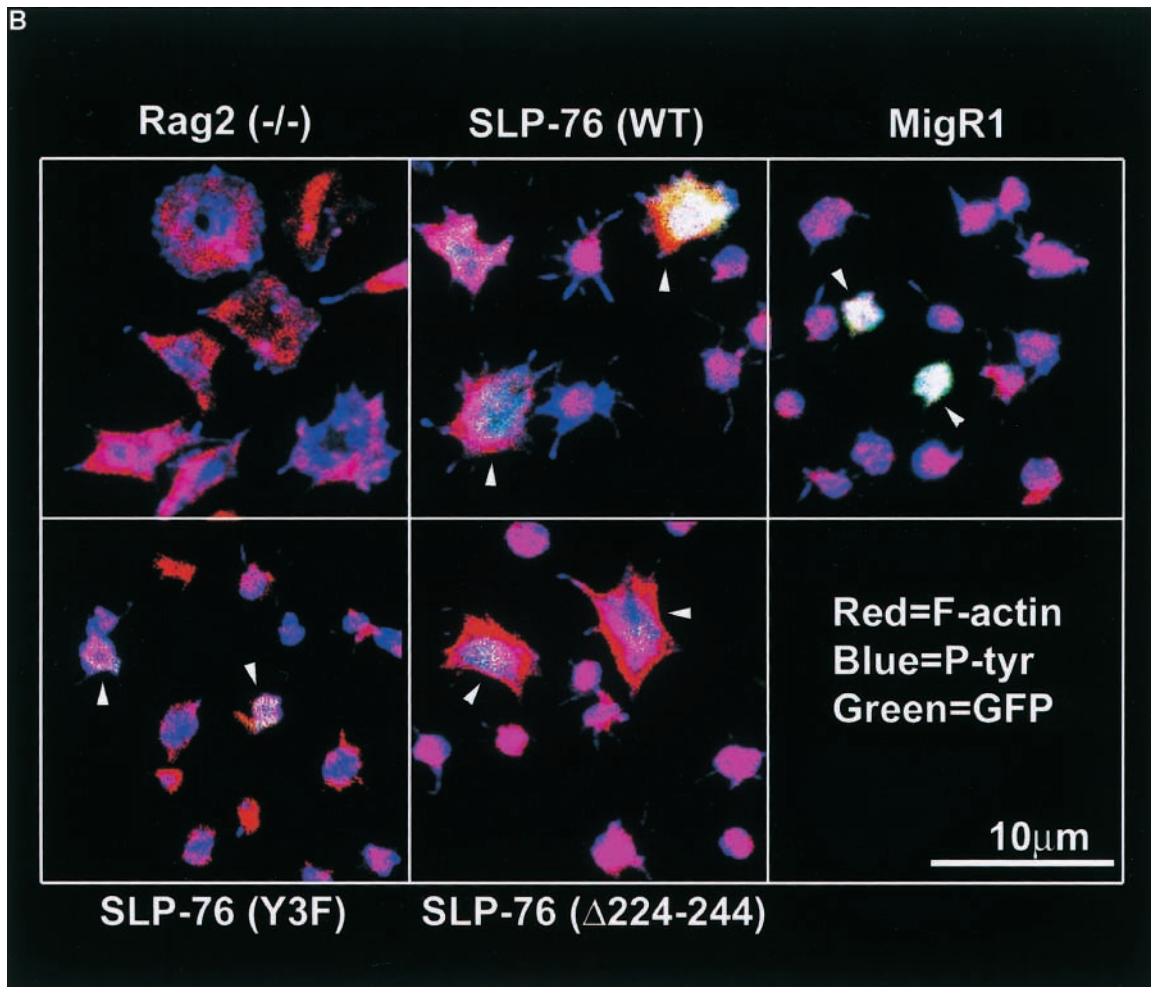 B
Rag2 (-/-)
SLP-76 (WT)
MigR1
Red=F-actin
Blue=P-tyr
Green=GFP
10μm
SLP-76 (Y3F)
SLP-76 (Δ224-244)